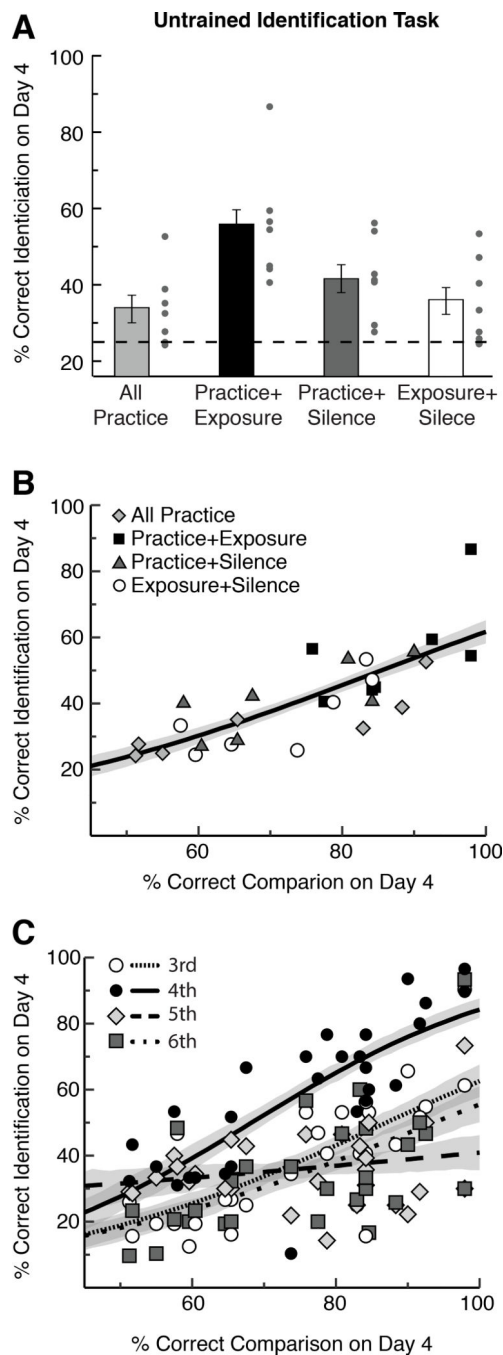 A
Untrained Identification Task
% Correct Identiciation on Day 4
100
80
60
40
20
All
Practice
Practice+
Exposure
Practice+
Silence
Exposure+
Silece
B
% Correct Identification on Day 4
100
80
60
40
20
All Practice
Practice+Exposure
Practice+Silence
Exposure+Silence
60
80
100
% Correct Comparion on Day 4
C
% Correct Identification on Day 4
100
80
60
40
20
3rd
4th
5th
6th
60
80
100
% Correct Comparison on Day 4